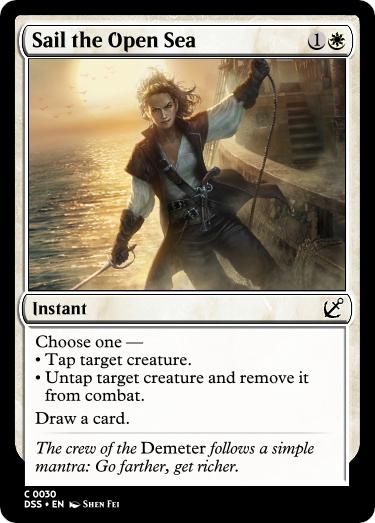 Sail the Open Sea 1
Instant
Choose one —
• Tap target creature.
• Untap target creature and remove it
from combat.
Draw a card.
The crew of the Demeter follows a simple
mantra: Go farther, get richer.
C 0030
DSS • EN Shen Fei